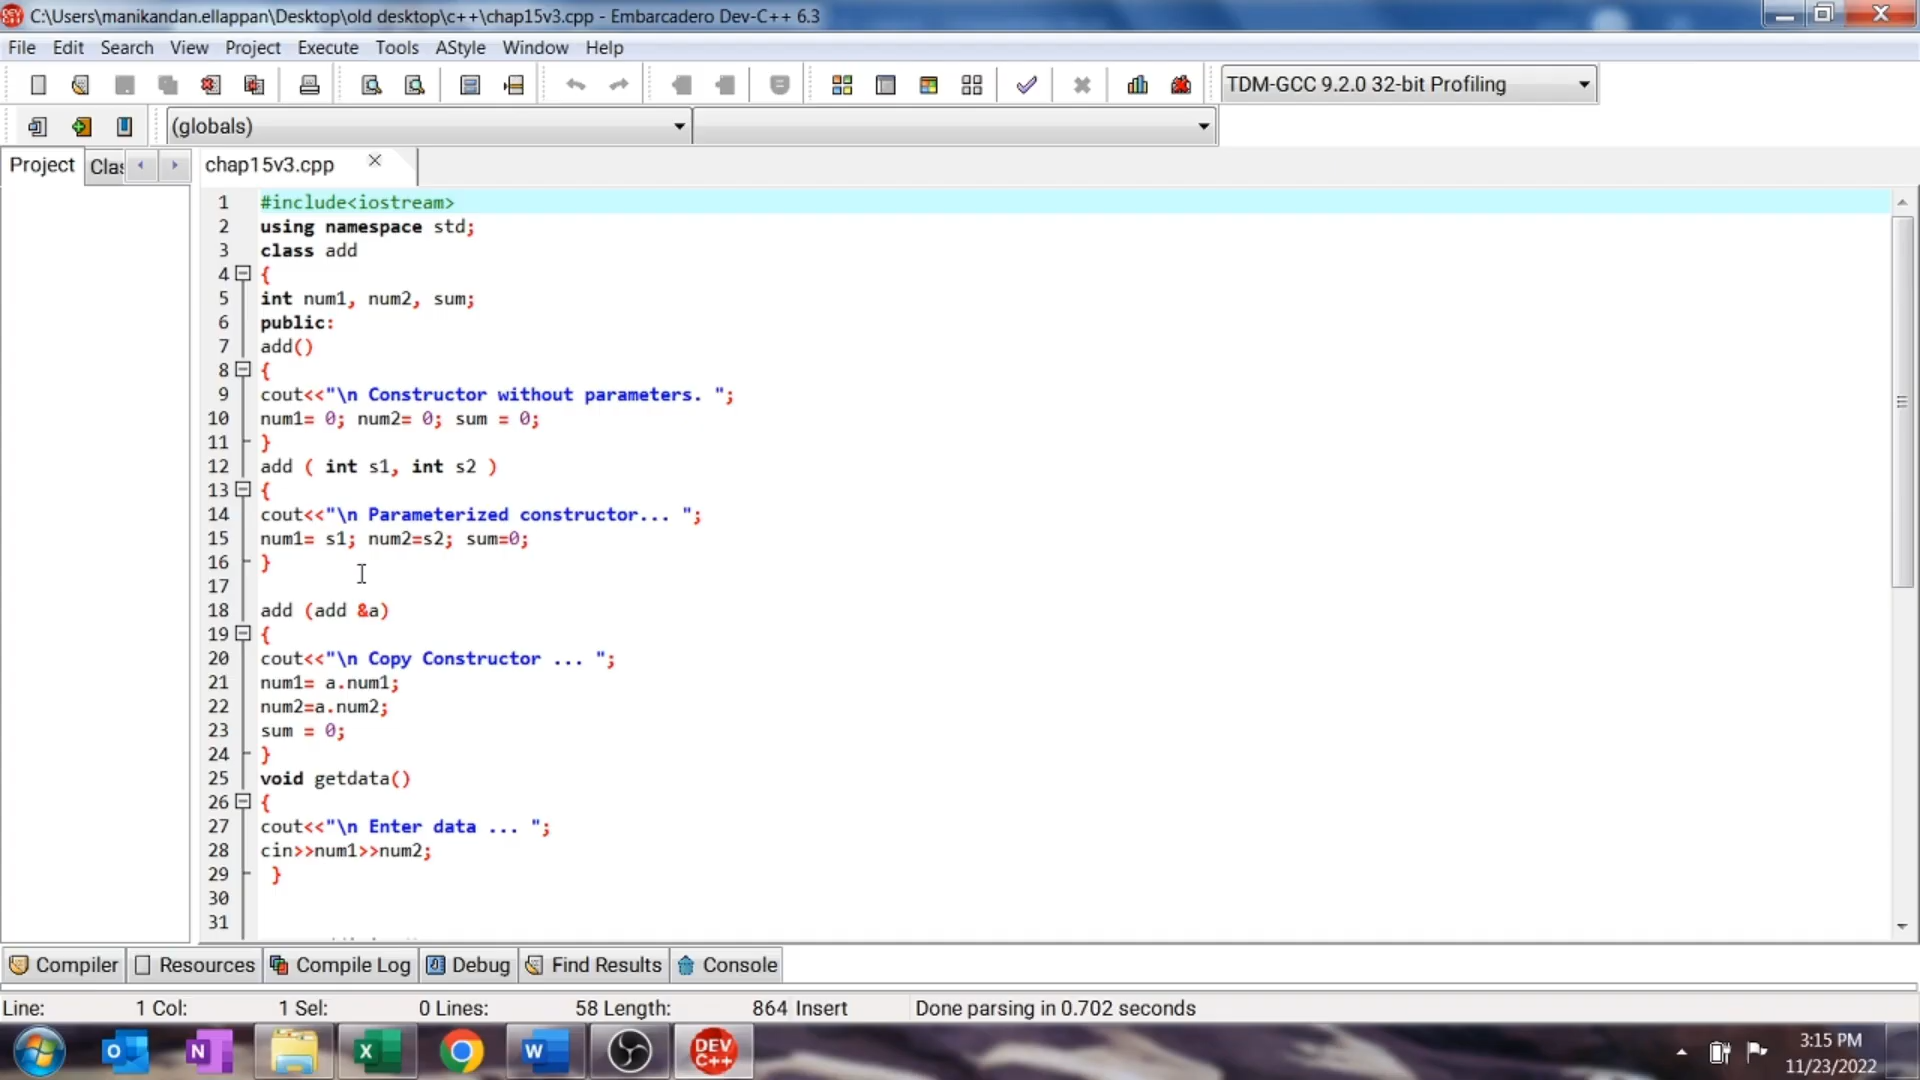 C:\Users\manikandan.ellappan\Desktop\old desktop\c++\chap15v3.cpp - Embarcadero Dev-C++ 6.3
File Edit Search View Project Execute Tools AStyle Window Help
TDM-GCC 9.2.0 32-bit Profiling
(globals)
Project Clas chap15v3.cpp
1 #include<iostream>
2 using namespace std;
3 class add
4 {
5 int num1, num2, sum;
6 public:
7 add()
8 {
9 cout<<"\n Constructor without parameters. ";
10 num1= 0; num2= 0; sum = 0;
11 }
12 add ( int s1, int s2 )
13 {
14 cout<<"\n Parameterized constructor... ";
15 num1= s1; num2=s2; sum=0;
16 }
17
18 add (add &a)
19 {
20 cout<<"\n Copy Constructor ... ";
21 num1= a.num1;
22 num2=a.num2;
23 sum = 0;
24 }
25 void getdata()
26 {
27 cout<<"\n Enter data ... ";
28 cin>>num1>>num2;
29 }
30
31
Compiler Resources Compile Log Debug Find Results Console
Line: 1 Col: 1 Sel: 0 Lines: 58 Length: 864 Insert Done parsing in 0.702 seconds
DEV C++
3:15 PM
11/23/2022